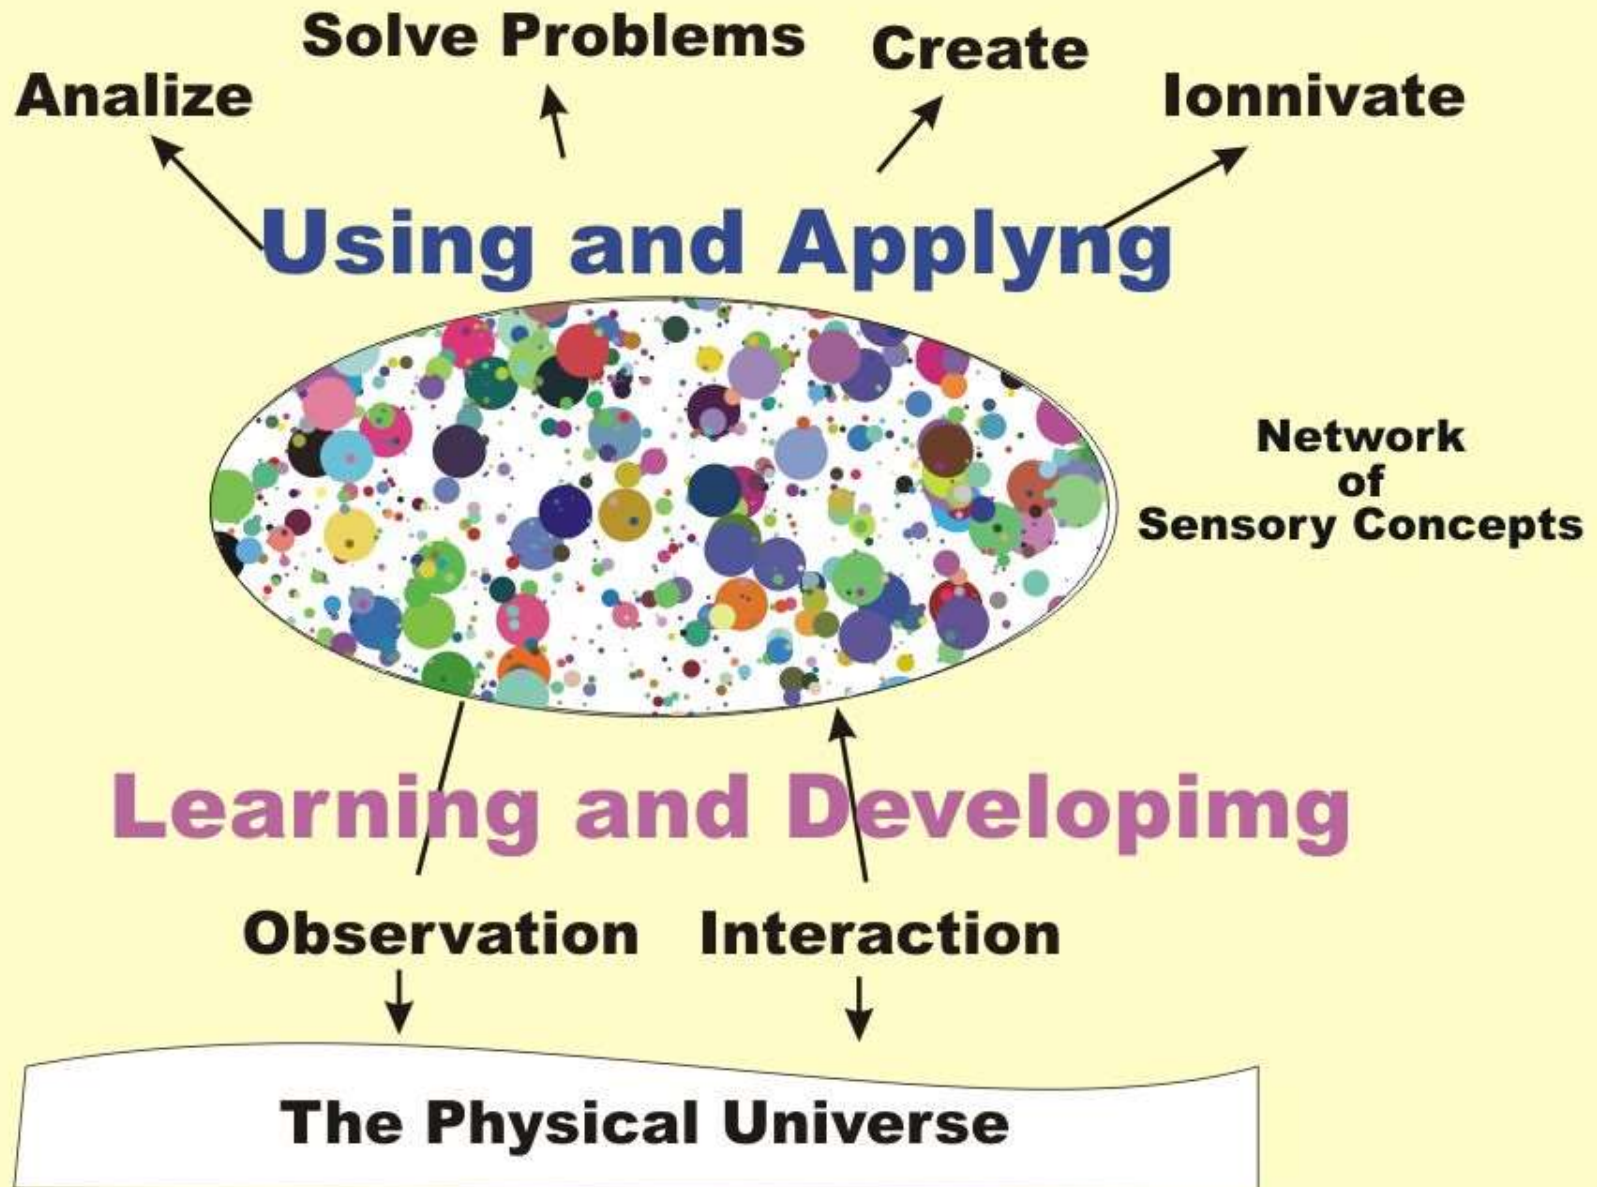 Solve Problems
Create
Analize
Ionnivate
Using and Applyng
Network
of
Sensory Concepts
Learning and Developimg
Observation
Interaction
The Physical Universe